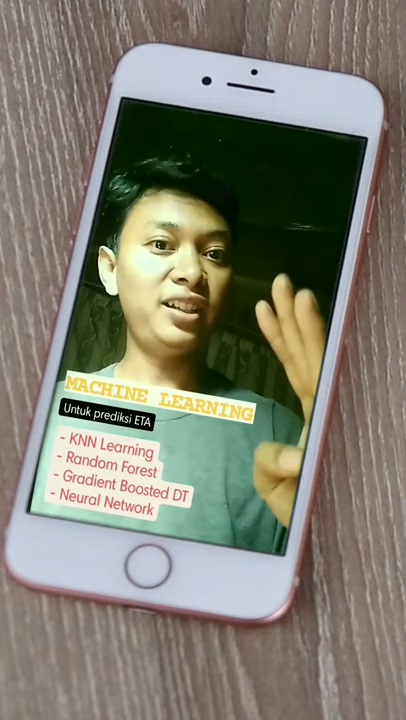 MACHINE LEARNING
Untuk prediksi ETA
- KNN Learning
- Random Forest
- Gradient Boosted DT
- Neural Network